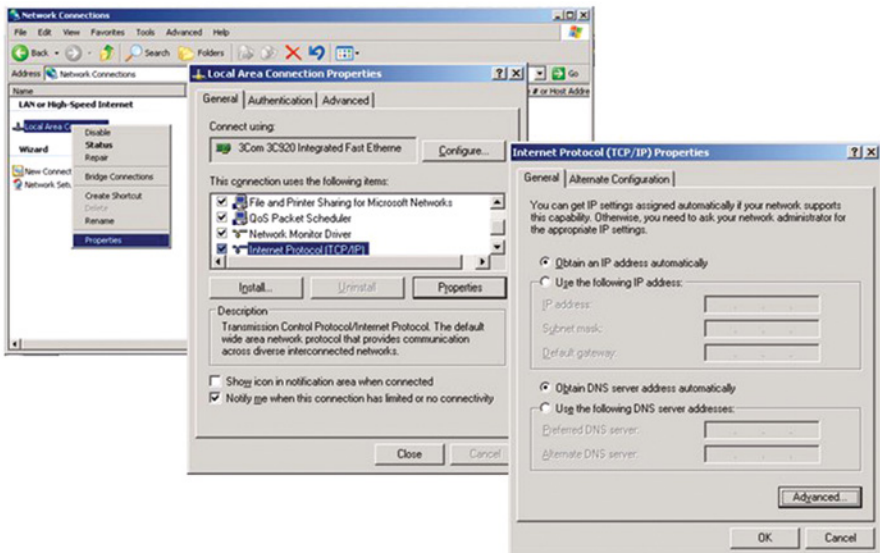 Network Connections
File Edit View Favorites Tools Advanced Help
Back Search Folders
Address Network Connections Go
Name # or Host Addre
LAN or High-Speed Internet
Local Area
Wizard
New Connect
Network Setu
Disable
Status
Repair
Bridge Connections
Create Shortcut
Delete
Rename
Properties
Local Area Connection Properties
General Authentication Advanced
Connect using:
3Com 3C920 Integrated Fast Etherne Configure...
This connection uses the following items:
File and Printer Sharing for Microsoft Networks
QoS Packet Scheduler
Network Monitor Driver
Internet Protocol (TCP/IP)
Install... Uninstall Properties
Description
Transmission Control Protocol/Internet Protocol. The default
wide area network protocol that provides communication
across diverse interconnected networks.
Show icon in notification area when connected
Notify me when this connection has limited or no connectivity
Close Cancel
Internet Protocol (TCP/IP) Properties
General Alternate Configuration
You can get IP settings assigned automatically if your network supports
this capability. Otherwise, you need to ask your network administrator for
the appropriate IP settings.
Obtain an IP address automatically
Use the following IP address:
IP address:
Subnet mask:
Default gateway:
Obtain DNS server address automatically
Use the following DNS server addresses:
Preferred DNS server:
Alternate DNS server:
Advanced...
OK Cancel